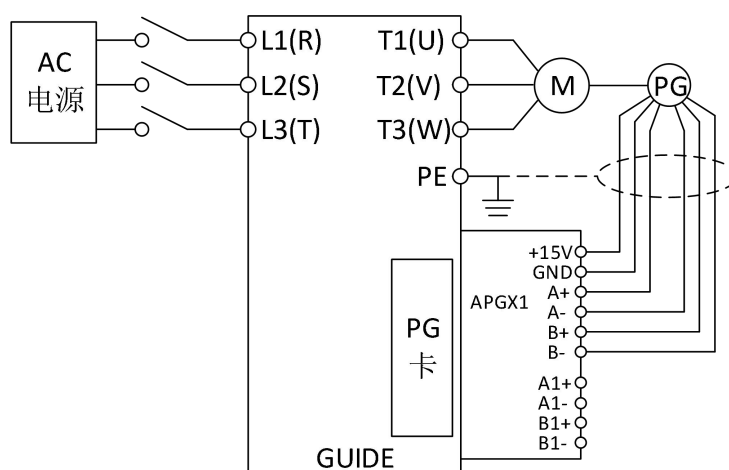 AC
电源
L1(R)
L2(S)
L3(T)
T1(U)
T2(V)
T3(W)
PE
M
PG
+15V
GND
A+
A-
B+
B-
A1+
A1-
B1+
B1-
APGX1
PG
卡
GUIDE